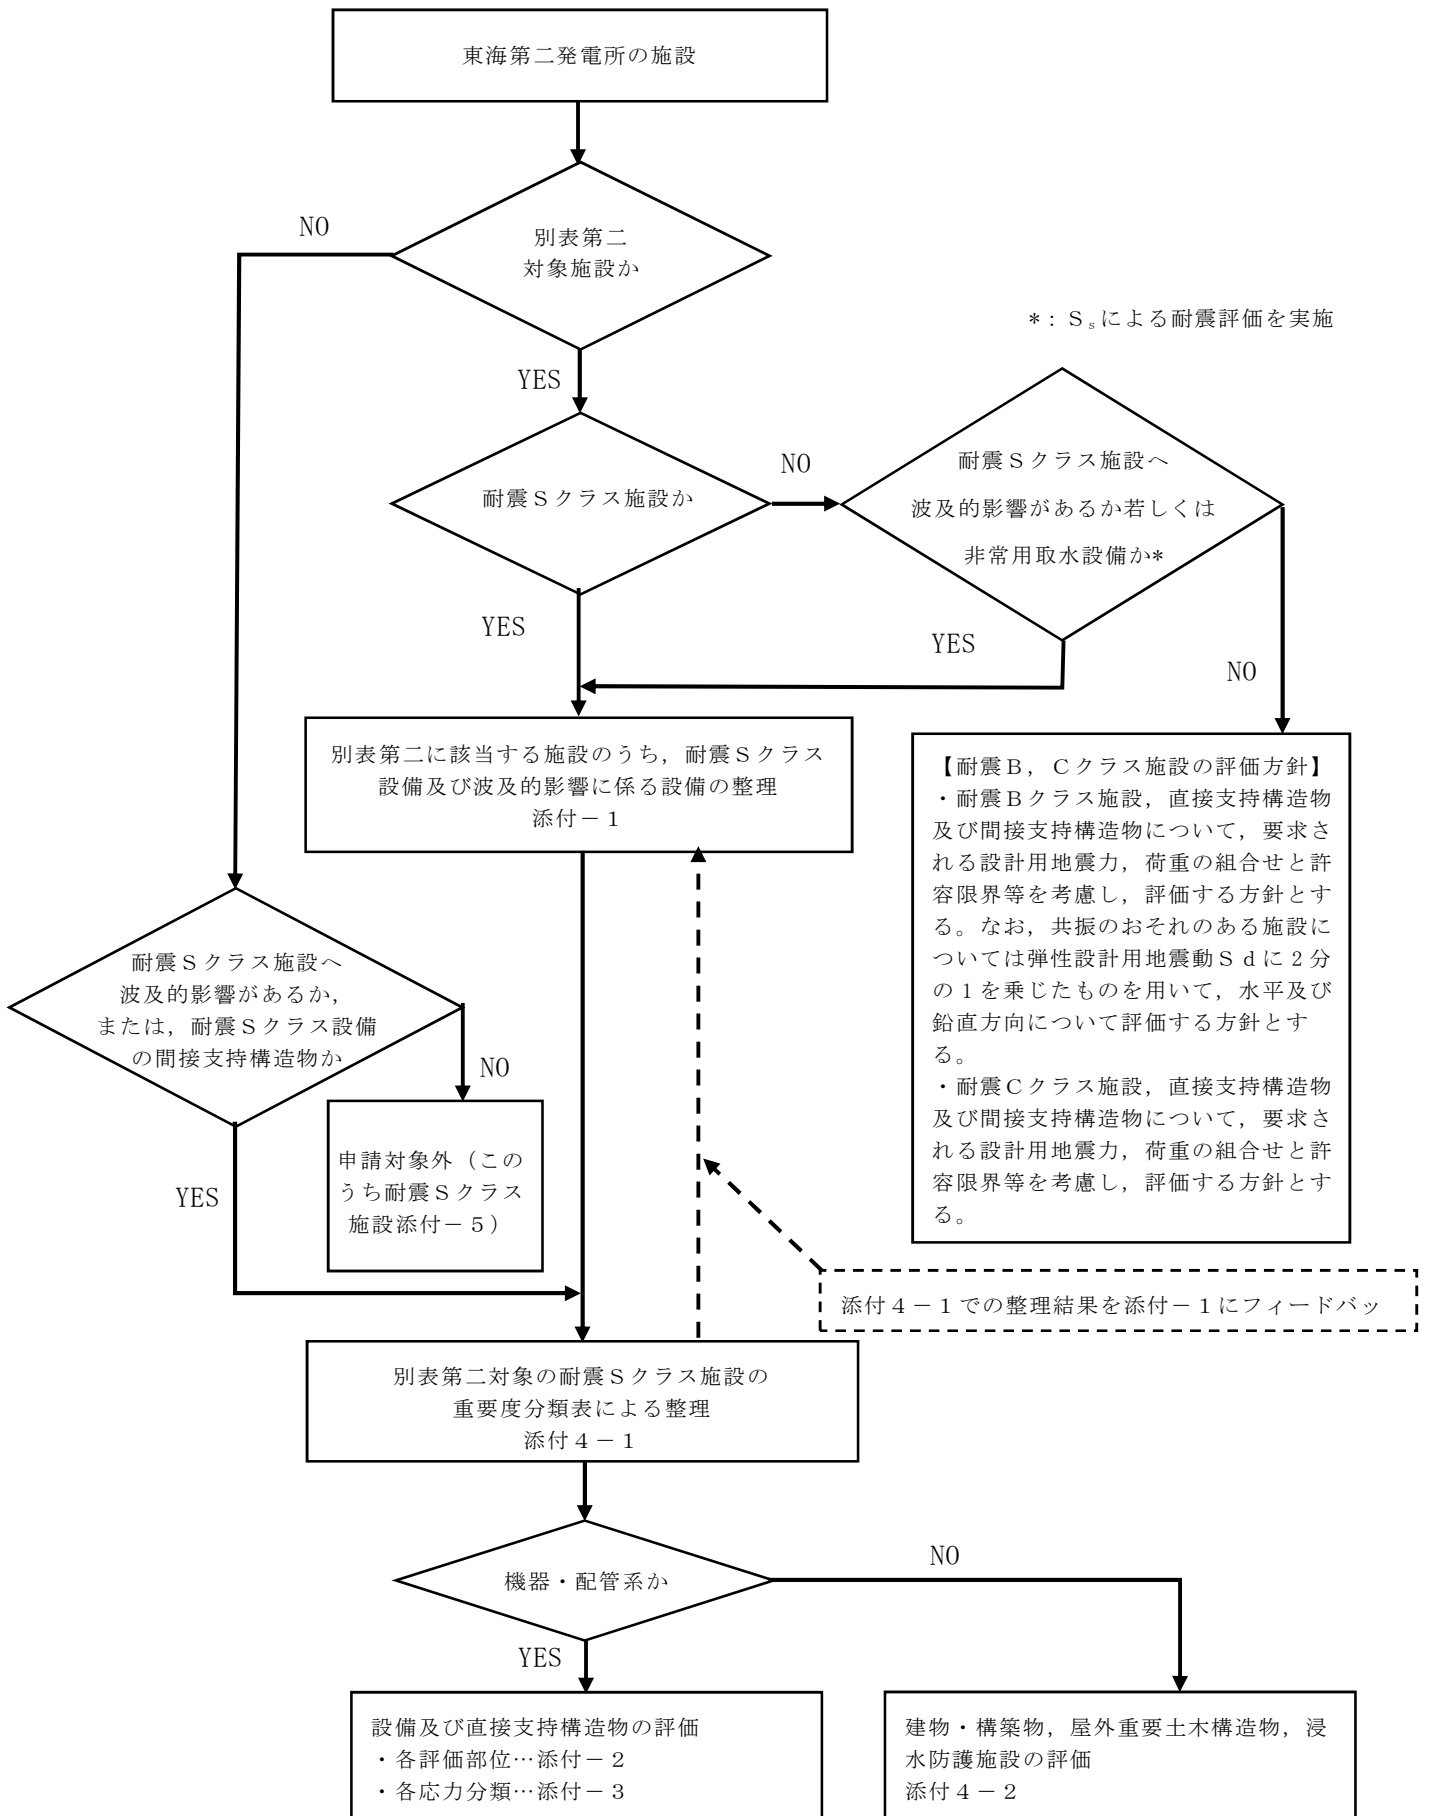 東海第二発電所の施設
NO
別表第二
対象施設か
*：Ｓsによる耐震評価を実施
YES
耐震Ｓクラス施設か
NO
耐震Ｓクラス施設へ
波及的影響があるか若しくは
非常用取水設備か*
YES
YES
NO
別表第二に該当する施設のうち，耐震Ｓクラス
設備及び波及的影響に係る設備の整理
添付－１
【耐震Ｂ，Ｃクラス施設の評価方針】
・耐震Ｂクラス施設，直接支持構造物
及び間接支持構造物について，要求さ
れる設計用地震力，荷重の組合せと許
容限界等を考慮し，評価する方針とす
る。なお，共振のおそれのある施設に
ついては弾性設計用地震動Ｓｄに２分
の１を乗じたものを用いて，水平及び
鉛直方向について評価する方針とす
る。
・耐震Ｃクラス施設，直接支持構造物
及び間接支持構造物について，要求さ
れる設計用地震力，荷重の組合せと許
容限界等を考慮し，評価する方針とす
る。
耐震Ｓクラス施設へ
波及的影響があるか，
または，耐震Ｓクラス設備
の間接支持構造物か
NO
申請対象外（この
うち耐震Ｓクラス
施設添付－５）
YES
添付４－１での整理結果を添付－１にフィードバッ
別表第二対象の耐震Ｓクラス施設の
重要度分類表による整理
添付４－１
機器・配管系か
NO
YES
設備及び直接支持構造物の評価
・各評価部位…添付－２
・各応力分類…添付－３
建物・構築物，屋外重要土木構造物，浸
水防護施設の評価
添付４－２